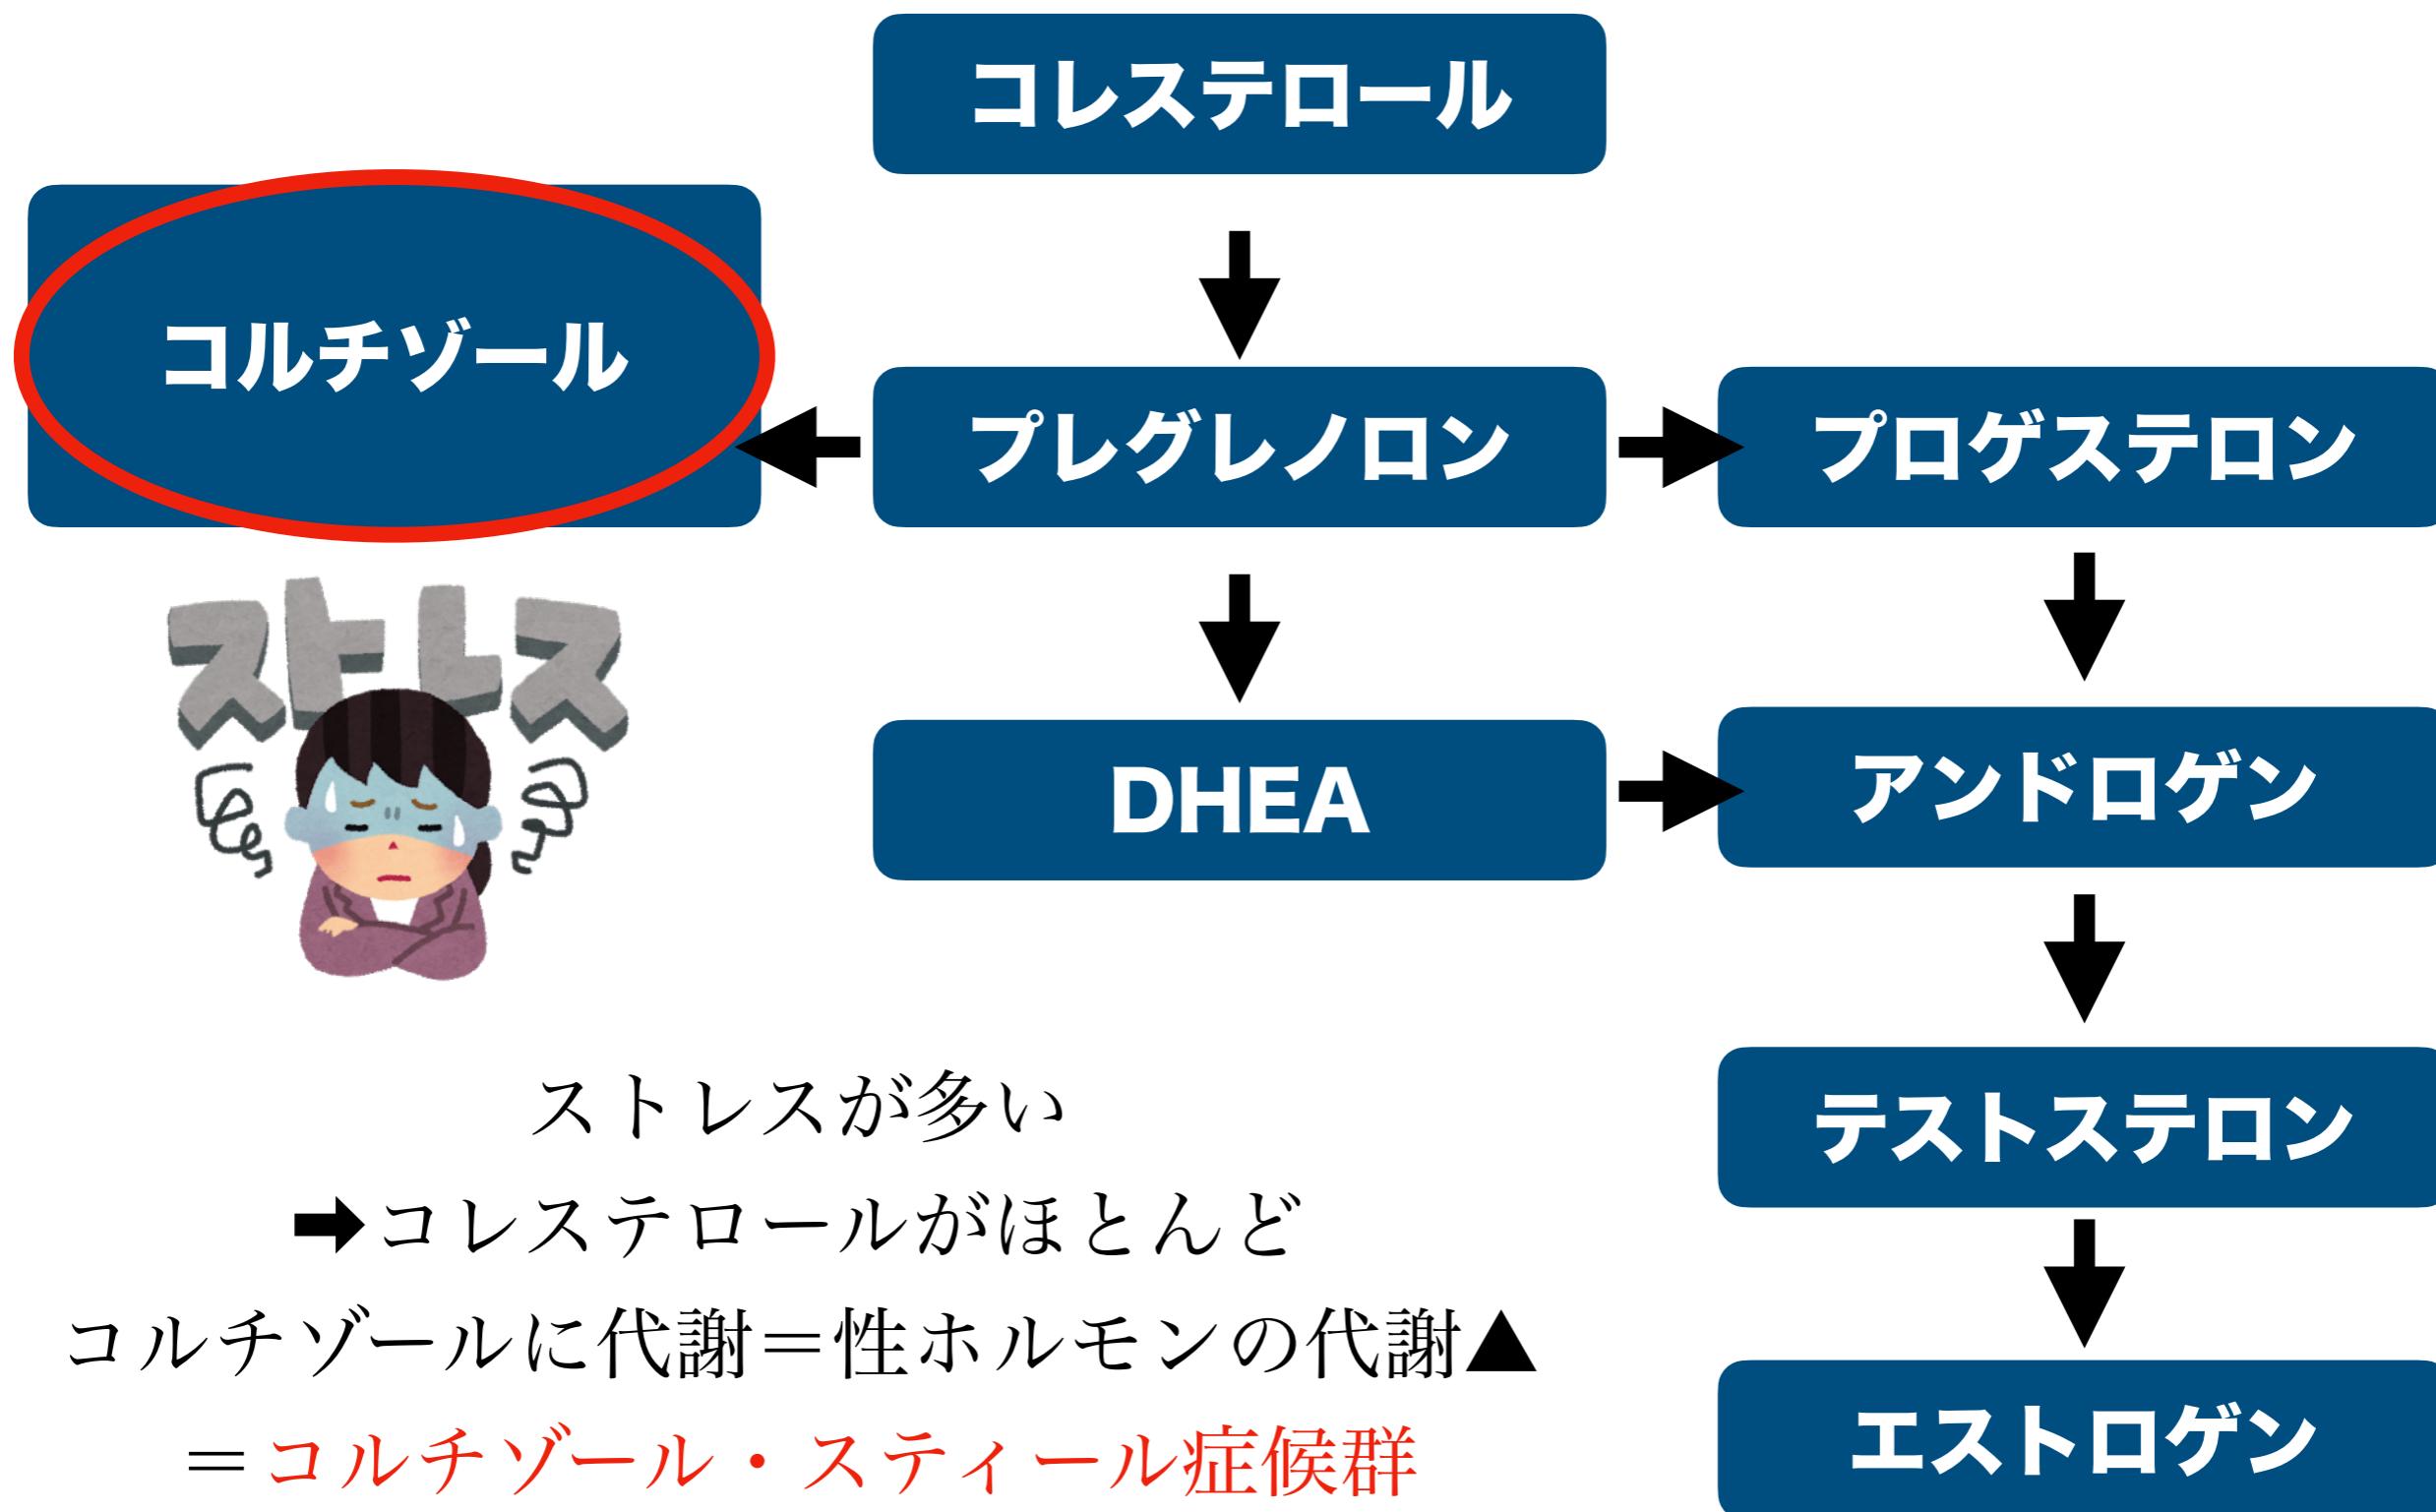 コレステロール
コルチゾール
プレグレノロン
プロゲステロン
ストレス
DHEA
アンドロゲン
テストステロン
エストロゲン
ストレスが多い
➡コレステロールがほとんど
コルチゾールに代謝＝性ホルモンの代謝▲
＝コルチゾール・スティール症候群